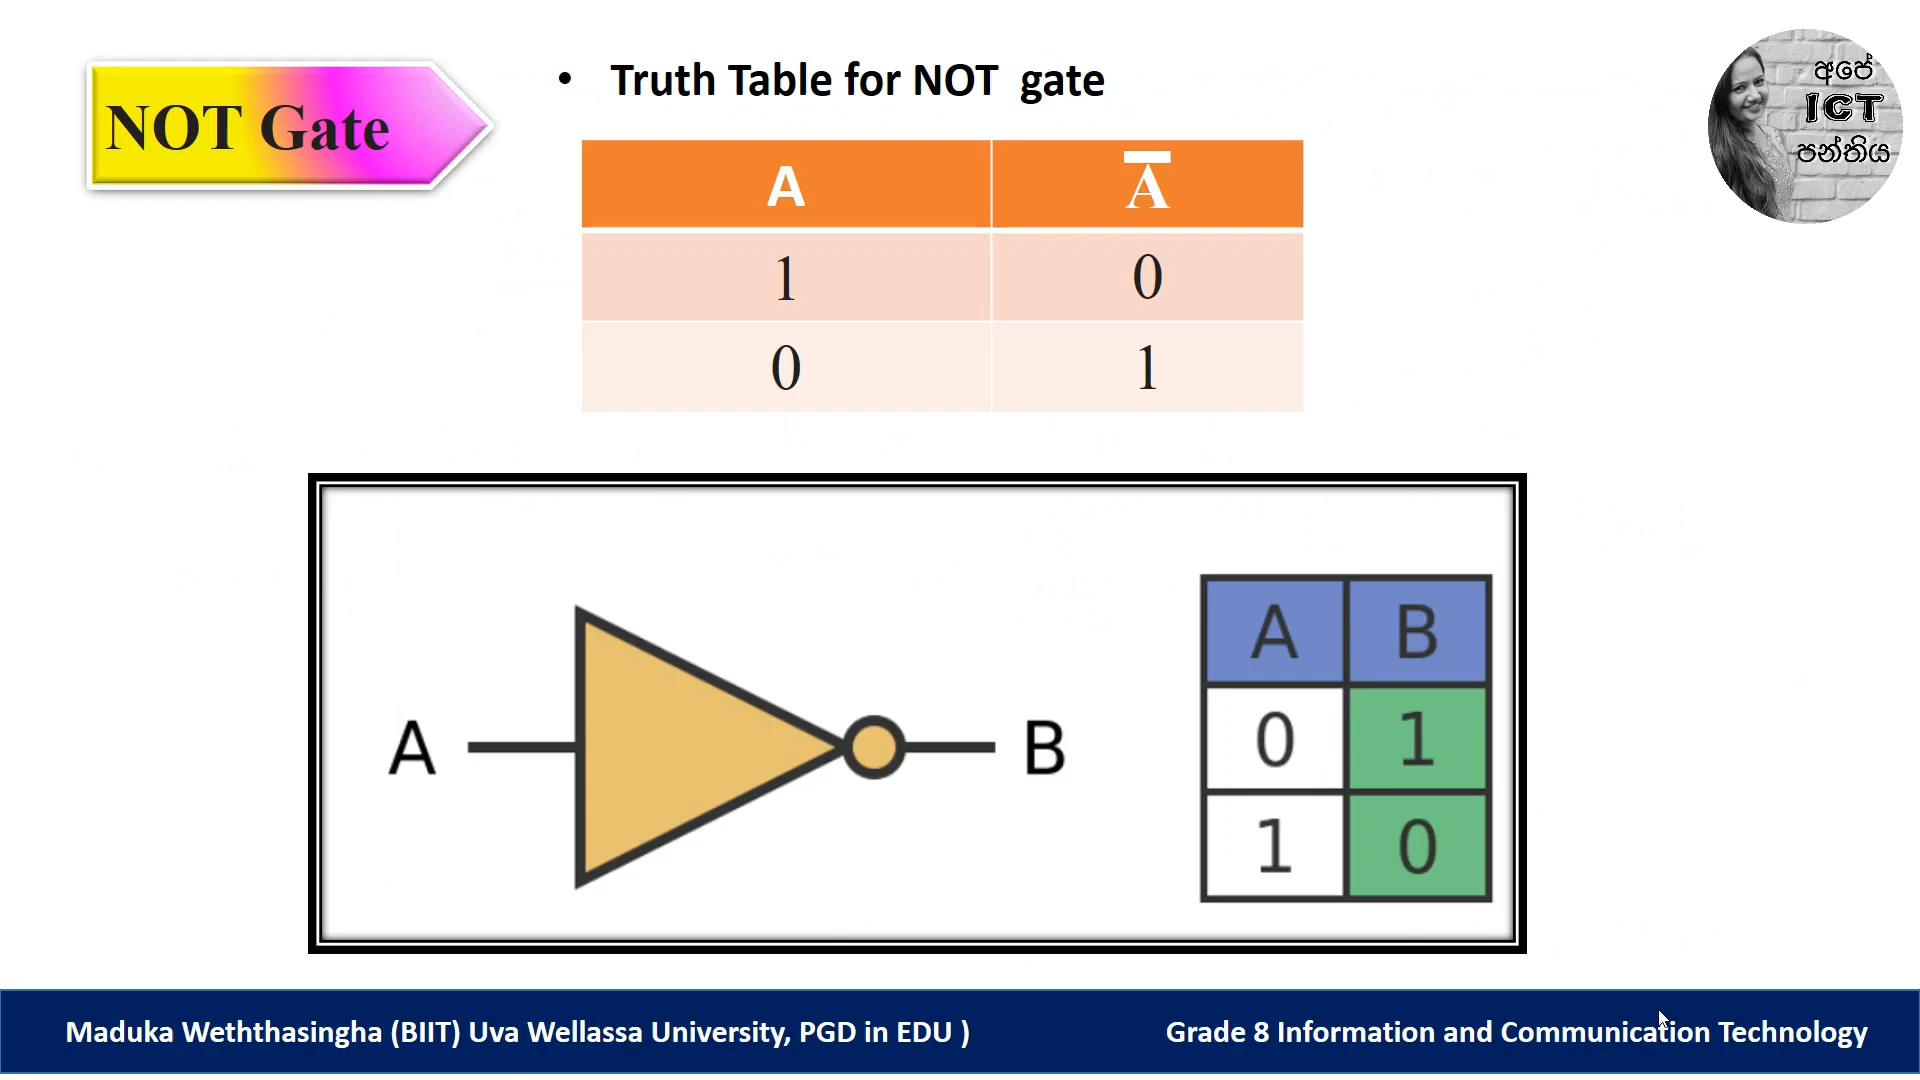 NOT Gate
• Truth Table for NOT gate
අපේ
ICT
පන්තිය
A A̅
1 0
0 1
A B
A B
0 1
1 0
Maduka Weththasingha (BIIT) Uva Wellassa University, PGD in EDU )
Grade 8 Information and Communication Technology